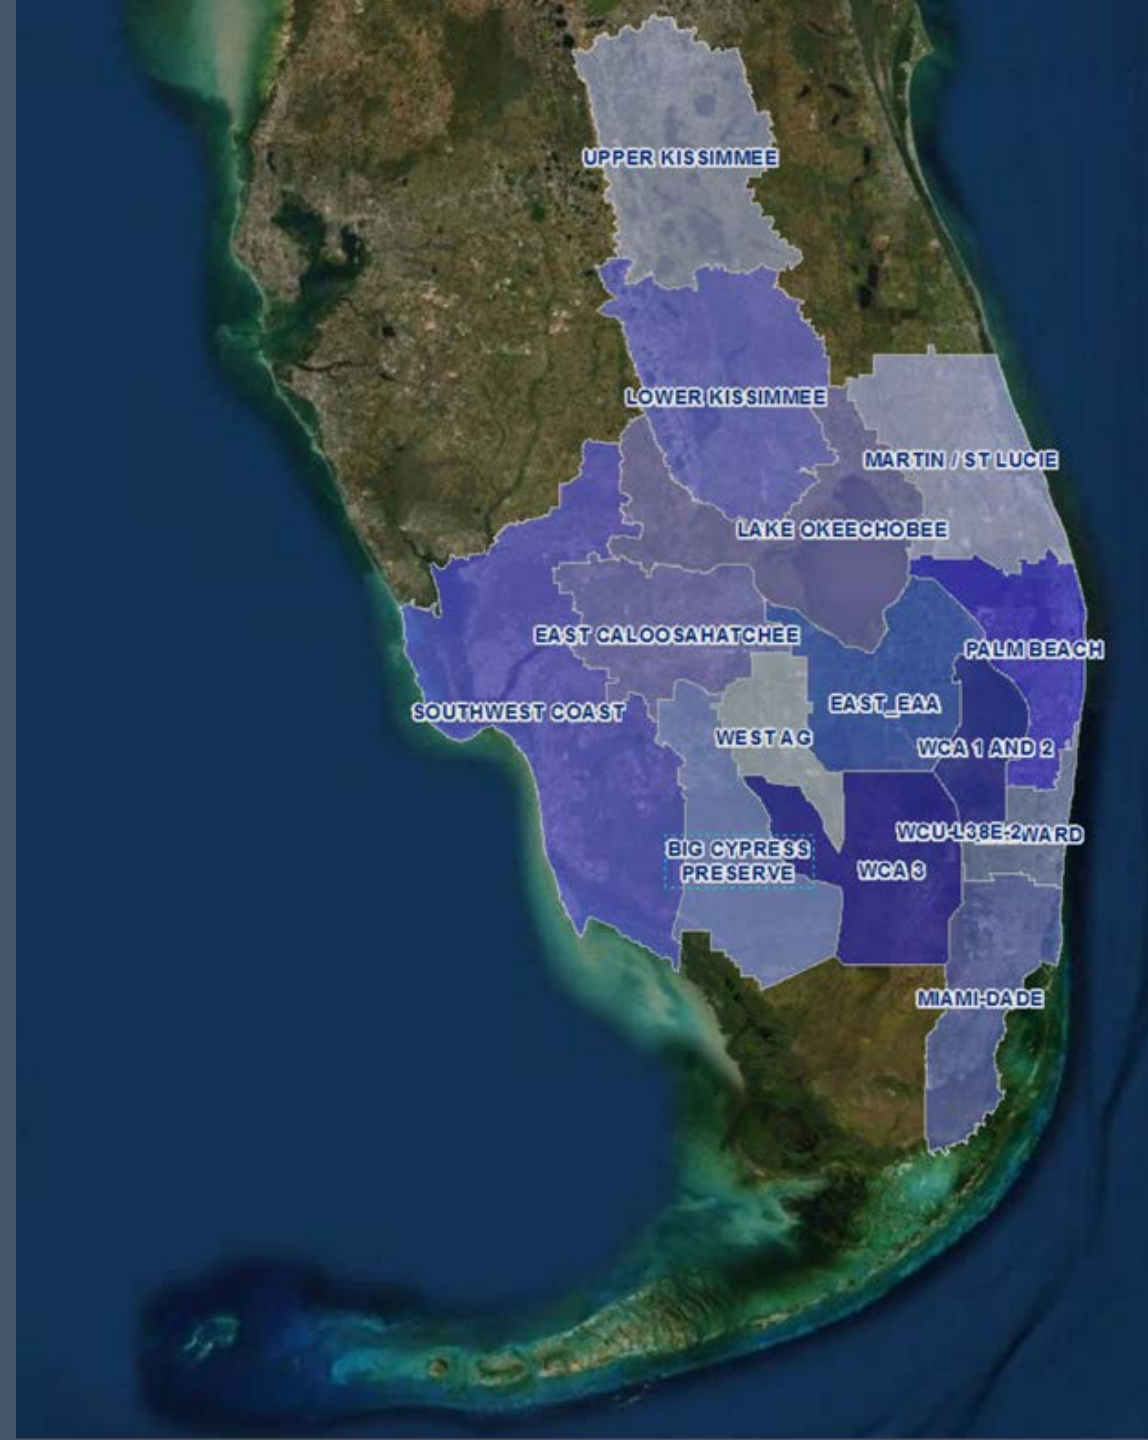 UPPER KISSIMMEE
LOWER KISSIMMEE
MARTIN / ST LUCIE
LAKE OKEECHOBEE
EAST CALOOSAHATCHEE
PALM BEACH
SOUTHWEST COAST
EAST_EAA
WEST AG
WCA 1 AND 2
WCU-L38E-2WARD
BIG CYPRESS
PRESERVE
WCA 3
MIAMI-DADE